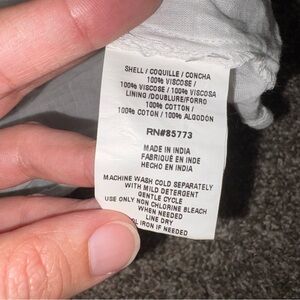 SHELL / COQUILLE / CONCHA
100% VISCOSE /
100% VISCOSE / 100% VISCOSA
LINING /DOUBLURE/FORRO
100% COTTON /
100% COTON / 100% ALGODÓN
RN#85773
MADE IN INDIA
FABRIQUÉ EN INDE
HECHO EN INDIA
MACHINE WASH COLD SEPARATELY
WITH MILD DETERGENT
GENTLE CYCLE
USE ONLY NON CHLORINE BLEACH
WHEN NEEDED
LINE DRY
IRON IF NEEDED